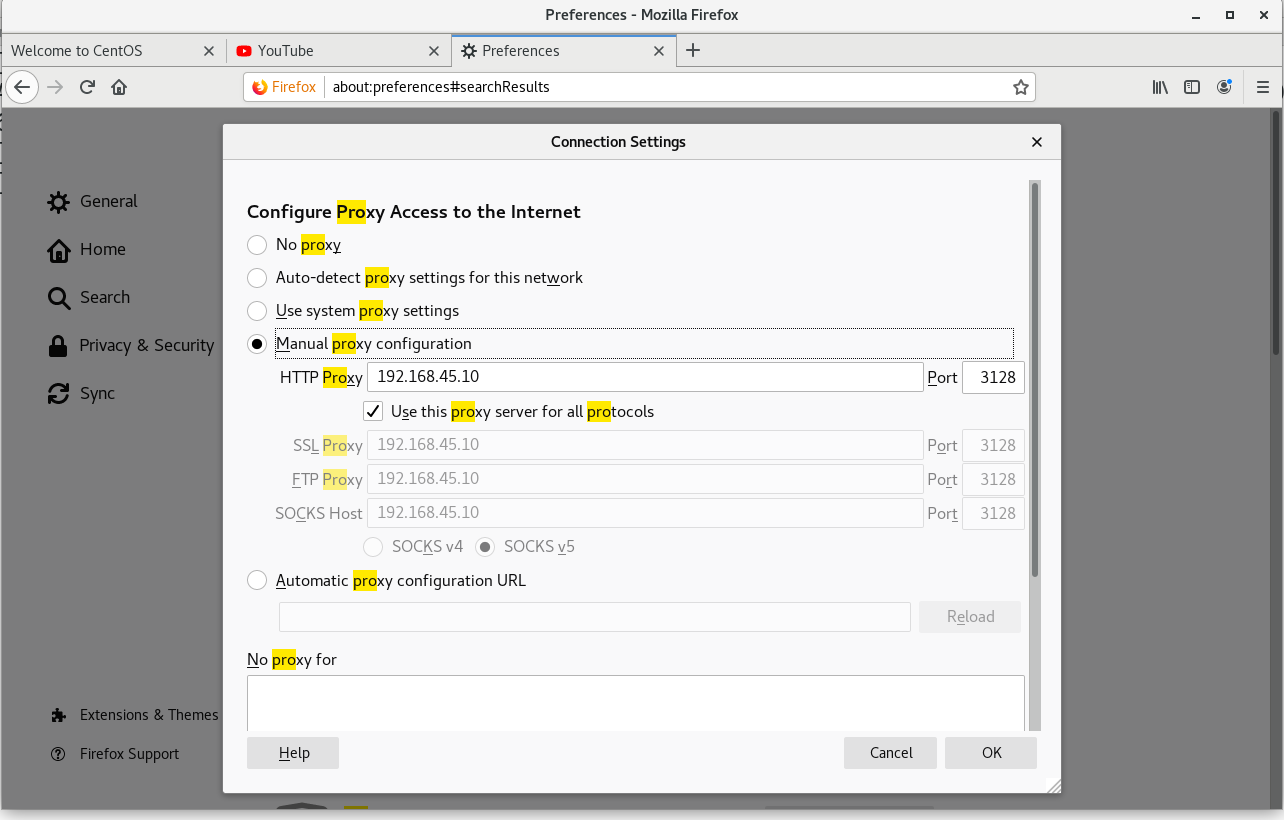 Preferences - Mozilla Firefox
Welcome to CentOS
YouTube
Preferences
Firefox
about:preferences#searchResults
Connection Settings
General
Home
Search
Privacy & Security
Sync
Extensions & Themes
Firefox Support
Configure Proxy Access to the Internet
No proxy
Auto-detect proxy settings for this network
Use system proxy settings
Manual proxy configuration
HTTP Proxy 192.168.45.10 Port 3128
Use this proxy server for all protocols
SSL Proxy 192.168.45.10 Port 3128
FTP Proxy 192.168.45.10 Port 3128
SOCKS Host 192.168.45.10 Port 3128
SOCKS v4 SOCKS v5
Automatic proxy configuration URL
Reload
No proxy for
Help Cancel OK